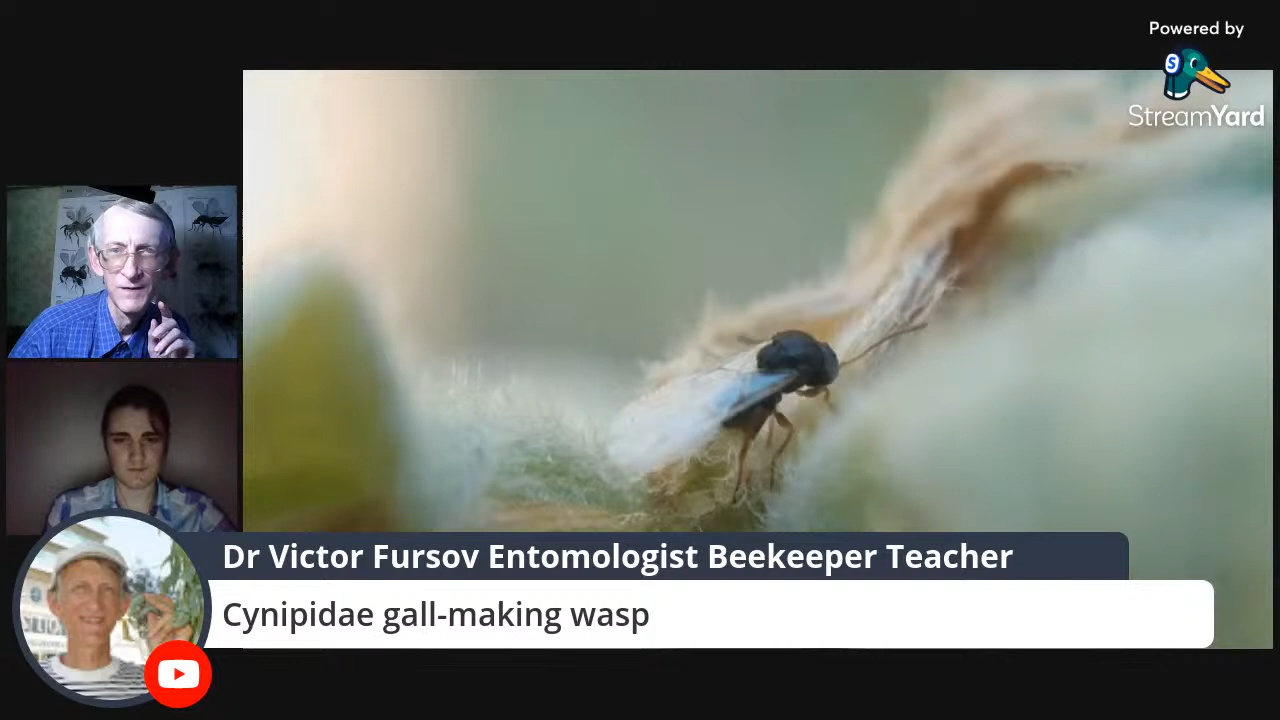 Powered by
StreamYard
Dr Victor Fursov Entomologist Beekeeper Teacher
Cynipidae gall-making wasp